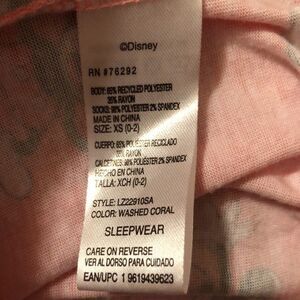 ©Disney
RN #76292
BODY: 65% RECYCLED POLYESTER
35% RAYON
SOCKS: 98% POLYESTER 2% SPANDEX
MADE IN CHINA
SIZE: XS (0-2)
CUERPO: 65% POLIÉSTER RECICLADO
35% RAYON
CALCETINES: 98% POLIÉSTER 2% SPANDEX
HECHO EN CHINA
TALLA: XCH (0-2)
STYLE: LZ22910SA
COLOR: WASHED CORAL
SLEEPWEAR
CARE ON REVERSE
VER AL DORSO PARA CUIDADO
EAN/UPC 1 9619439623